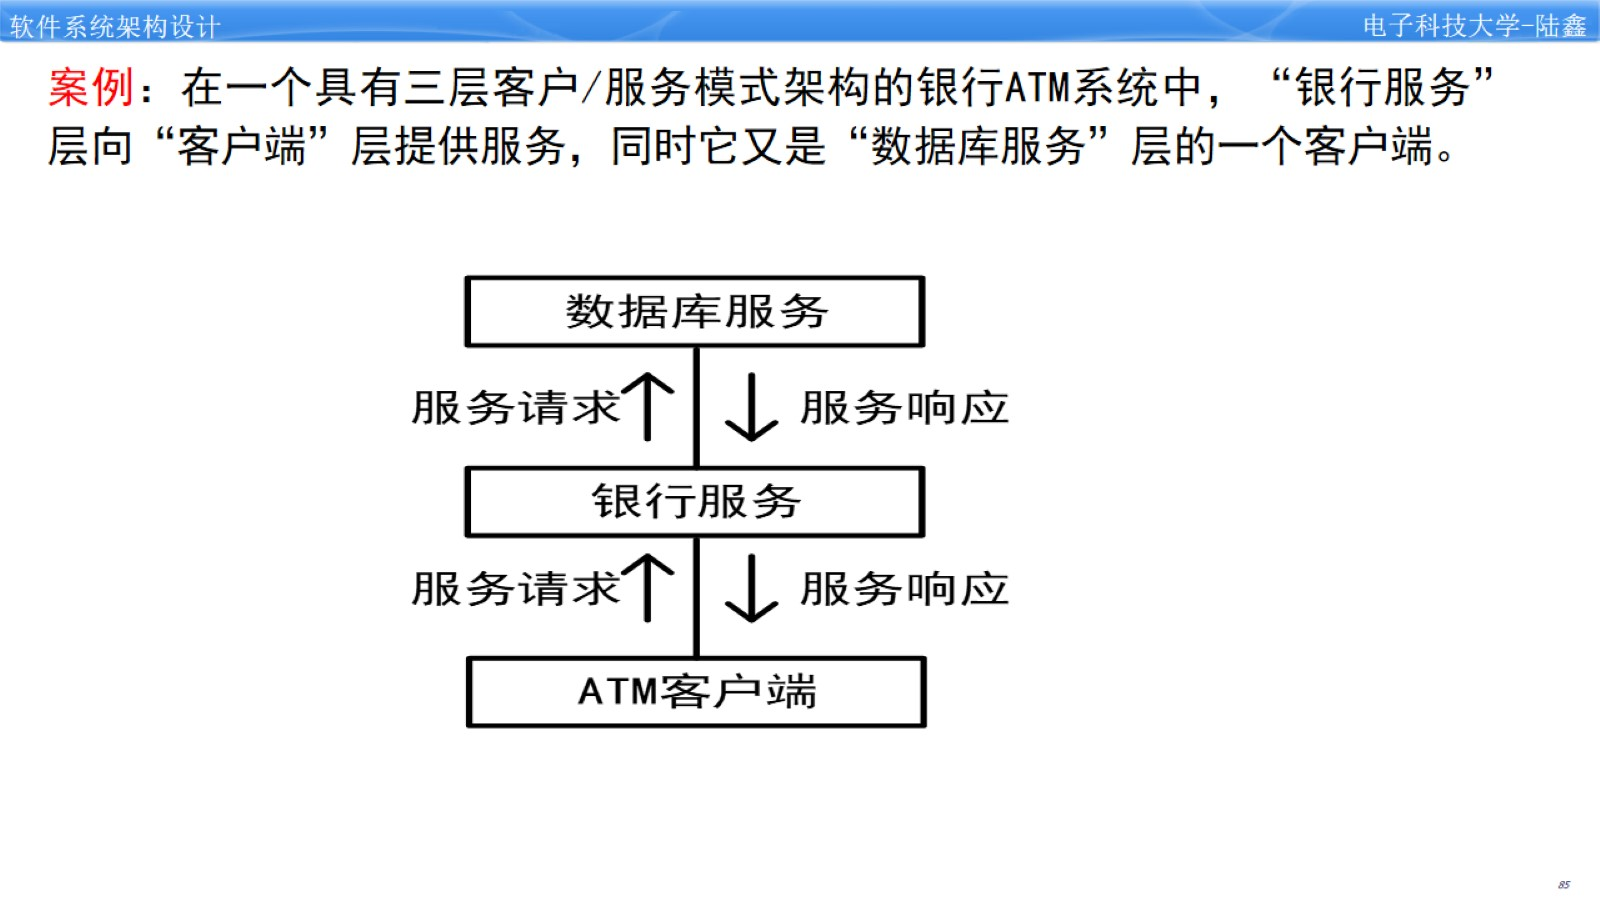 软件系统架构设计
电子科技大学-陆鑫
案例：在一个具有三层客户/服务模式架构的银行ATM系统中，“银行服务”
层向“客户端”层提供服务，同时它又是“数据库服务”层的一个客户端。
数据库服务
服务请求
服务响应
银行服务
服务请求
服务响应
ATM客户端
85